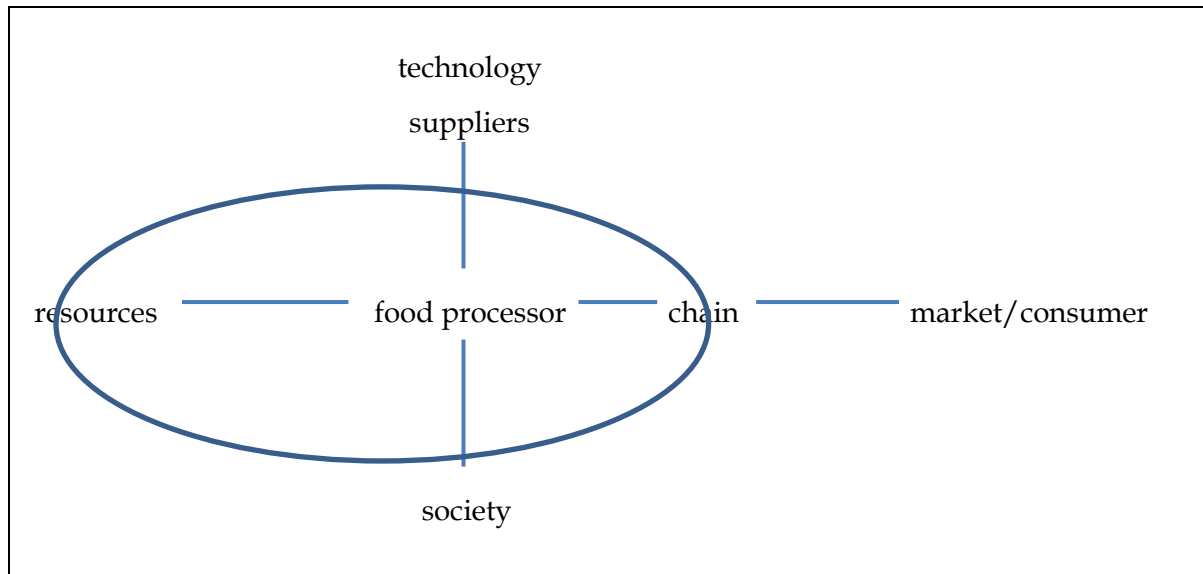 technology
suppliers
resources food processor chain market/consumer
society